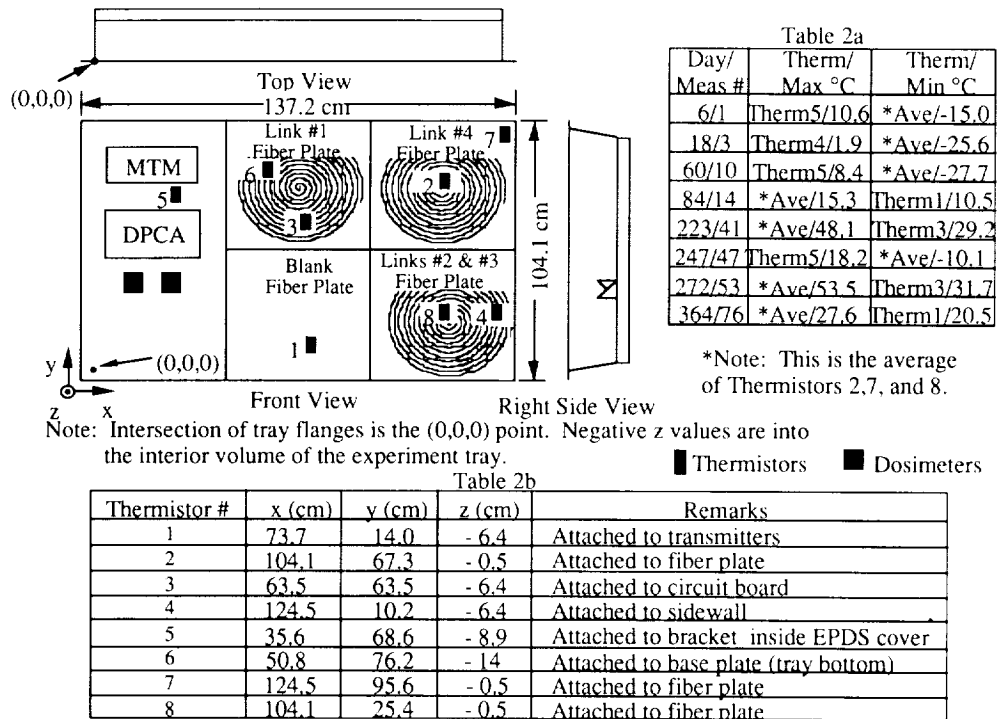 (0,0,0)
Top View
137.2 cm
Link #1
Fiber Plate
Link #4
Fiber Plate
7
6
2
3
MTM
5
DPCA
104.1 cm
Blank
Fiber Plate
Links #2 & #3
Fiber Plate
8
4
1
(0,0,0)
y
z
x
Front View
Right Side View
Table 2a
Day/ Therm/ Therm/
Meas # Max °C Min °C
6/1 Therm5/10.6 *Ave/-15.0
18/3 Therm4/1.9 *Ave/-25.6
60/10 Therm5/8.4 *Ave/-27.7
84/14 *Ave/15.3 Therm1/10.5
223/41 *Ave/48.1 Therm3/29.2
247/47 Therm5/18.2 *Ave/-10.1
272/53 *Ave/53.5 Therm3/31.7
364/76 *Ave/27.6 Therm1/20.5
*Note: This is the average
of Thermistors 2,7, and 8.
Note: Intersection of tray flanges is the (0,0,0) point. Negative z values are into
the interior volume of the experiment tray.
Thermistors Dosimeters
Table 2b
Thermistor # x (cm) y (cm) z (cm) Remarks
1 73.7 14.0 - 6.4 Attached to transmitters
2 104.1 67.3 - 0.5 Attached to fiber plate
3 63.5 63.5 - 6.4 Attached to circuit board
4 124.5 10.2 - 6.4 Attached to sidewall
5 35.6 68.6 - 8.9 Attached to bracket inside EPDS cover
6 50.8 76.2 - 14 Attached to base plate (tray bottom)
7 124.5 95.6 - 0.5 Attached to fiber plate
8 104.1 25.4 - 0.5 Attached to fiber plate